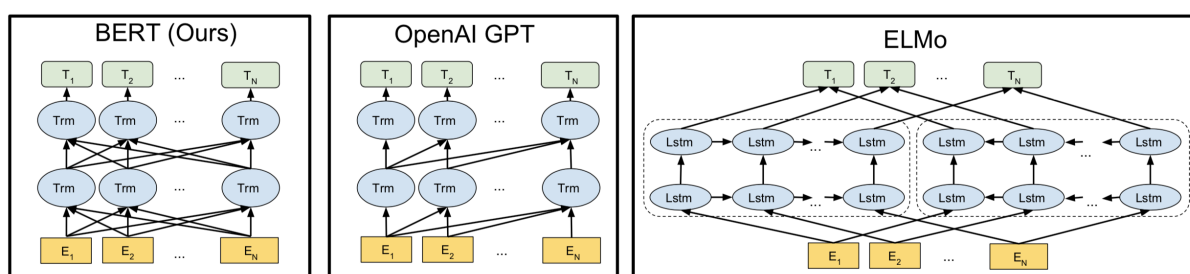 BERT (Ours)
T1 T2 ... TN
Trm Trm ... Trm
Trm Trm ... Trm
E1 E2 ... EN
OpenAI GPT
T1 T2 ... TN
Trm Trm ... Trm
Trm Trm ... Trm
E1 E2 ... EN
ELMo
T1 T2 ... TN
Lstm Lstm ... Lstm Lstm Lstm ... Lstm
Lstm Lstm ... Lstm Lstm Lstm ... Lstm
E1 E2 ... EN